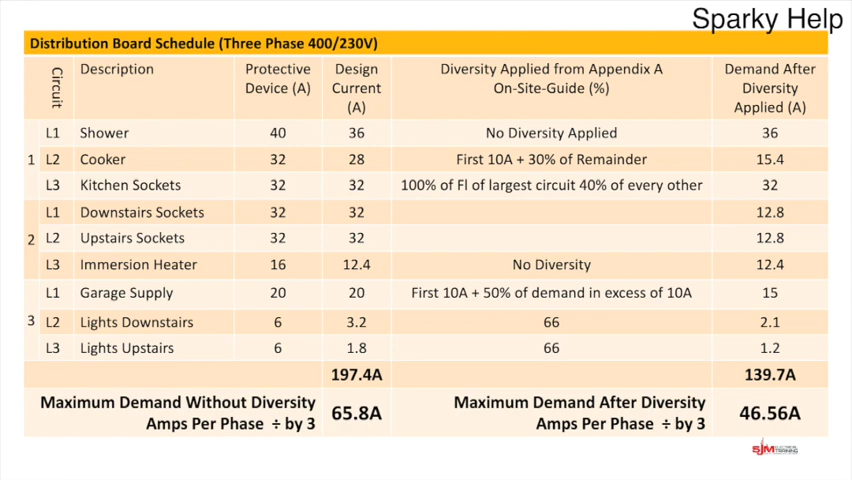 Sparky Help
Distribution Board Schedule (Three Phase 400/230V)
Circuit Description Protective Device (A) Design Current (A) Diversity Applied from Appendix A On-Site-Guide (%) Demand After Diversity Applied (A)
1 L1 Shower 40 36 No Diversity Applied 36
L2 Cooker 32 28 First 10A + 30% of Remainder 15.4
L3 Kitchen Sockets 32 32 100% of Fl of largest circuit 40% of every other 32
2 L1 Downstairs Sockets 32 32 12.8
L2 Upstairs Sockets 32 32 12.8
L3 Immersion Heater 16 12.4 No Diversity 12.4
3 L1 Garage Supply 20 20 First 10A + 50% of demand in excess of 10A 15
L2 Lights Downstairs 6 3.2 66 2.1
L3 Lights Upstairs 6 1.8 66 1.2
197.4A 139.7A
Maximum Demand Without Diversity Amps Per Phase ÷ by 3 65.8A Maximum Demand After Diversity Amps Per Phase ÷ by 3 46.56A
SJM